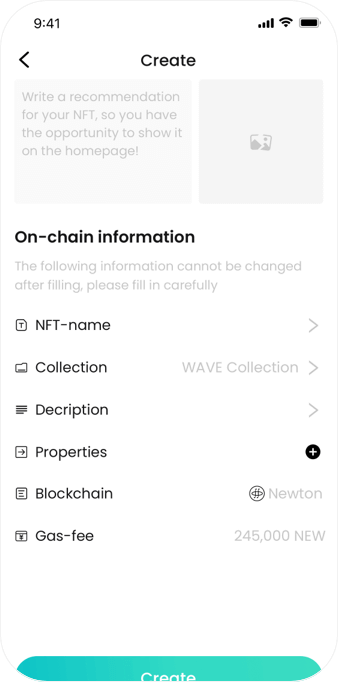 9:41
Create
Write a recommendation
for your NFT, so you have
the opportunity to show it
on the homepage!
On-chain information
The following information cannot be changed
after filling, please fill in carefully
NFT-name
Collection WAVE Collection
Decription
Properties
Blockchain Newton
Gas-fee 245,000 NEW
Create